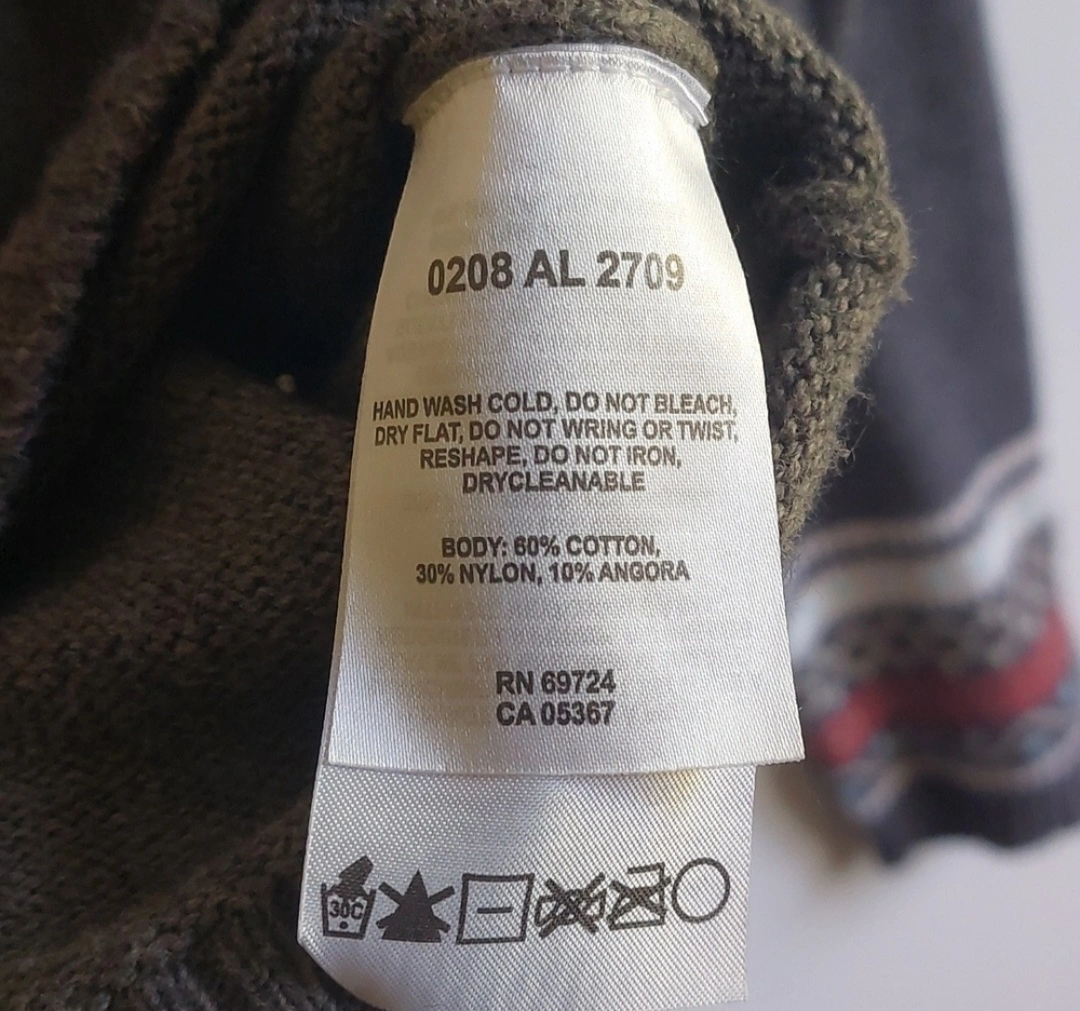 0208 AL 2709
HAND WASH COLD, DO NOT BLEACH,
DRY FLAT, DO NOT WRING OR TWIST,
RESHAPE, DO NOT IRON,
DRYCLEANABLE
BODY: 60% COTTON,
30% NYLON, 10% ANGORA
RN 69724
CA 05367
30C